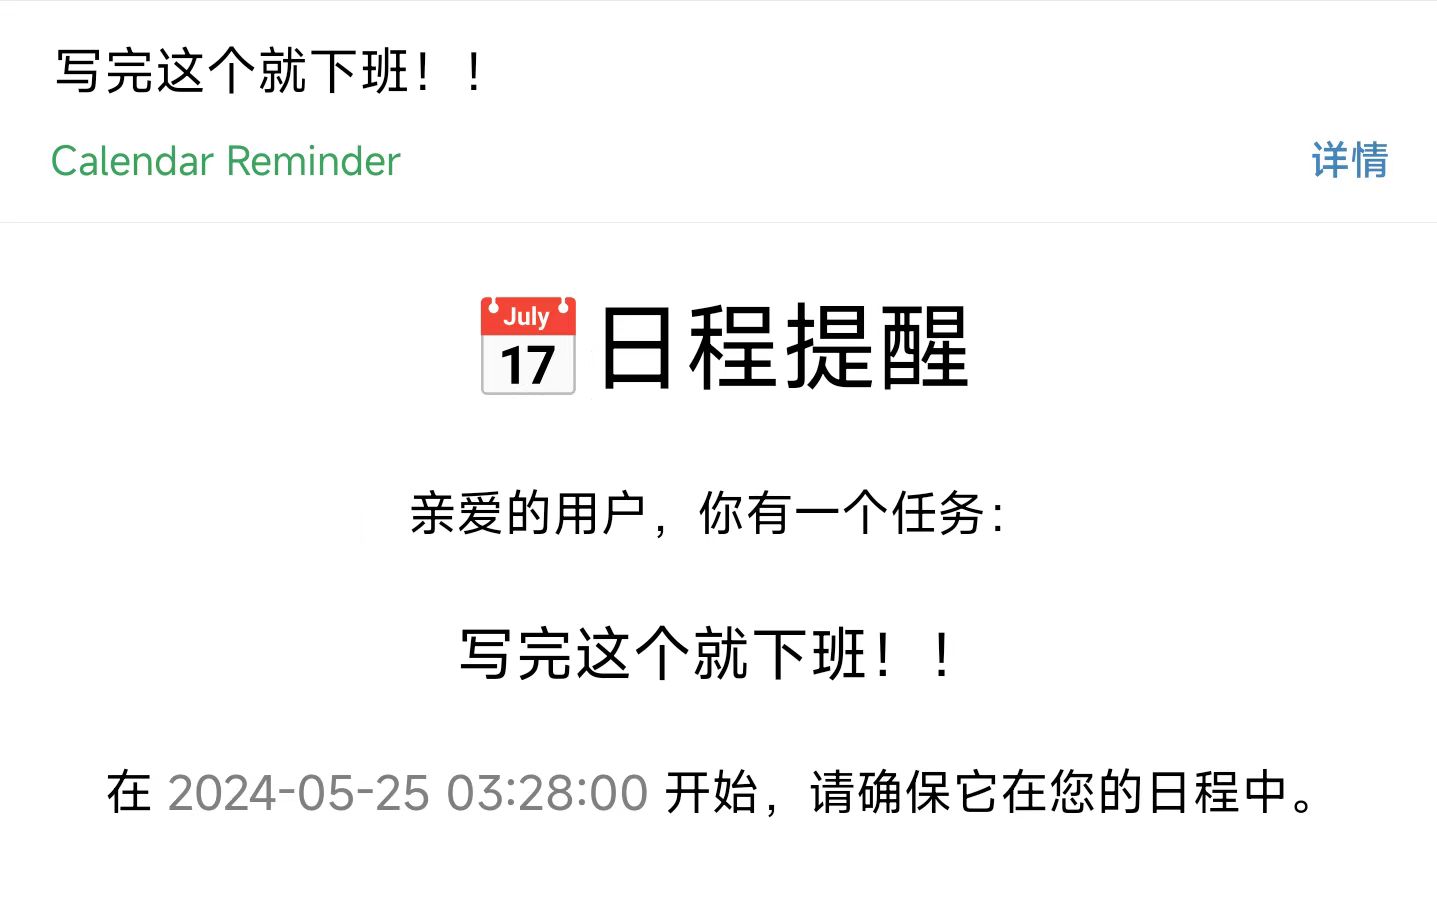 写完这个就下班！！
Calendar Reminder
详情
July
17
日程提醒
亲爱的用户，你有一个任务：
写完这个就下班！！
在 2024-05-25 03:28:00 开始，请确保它在您的日程中。